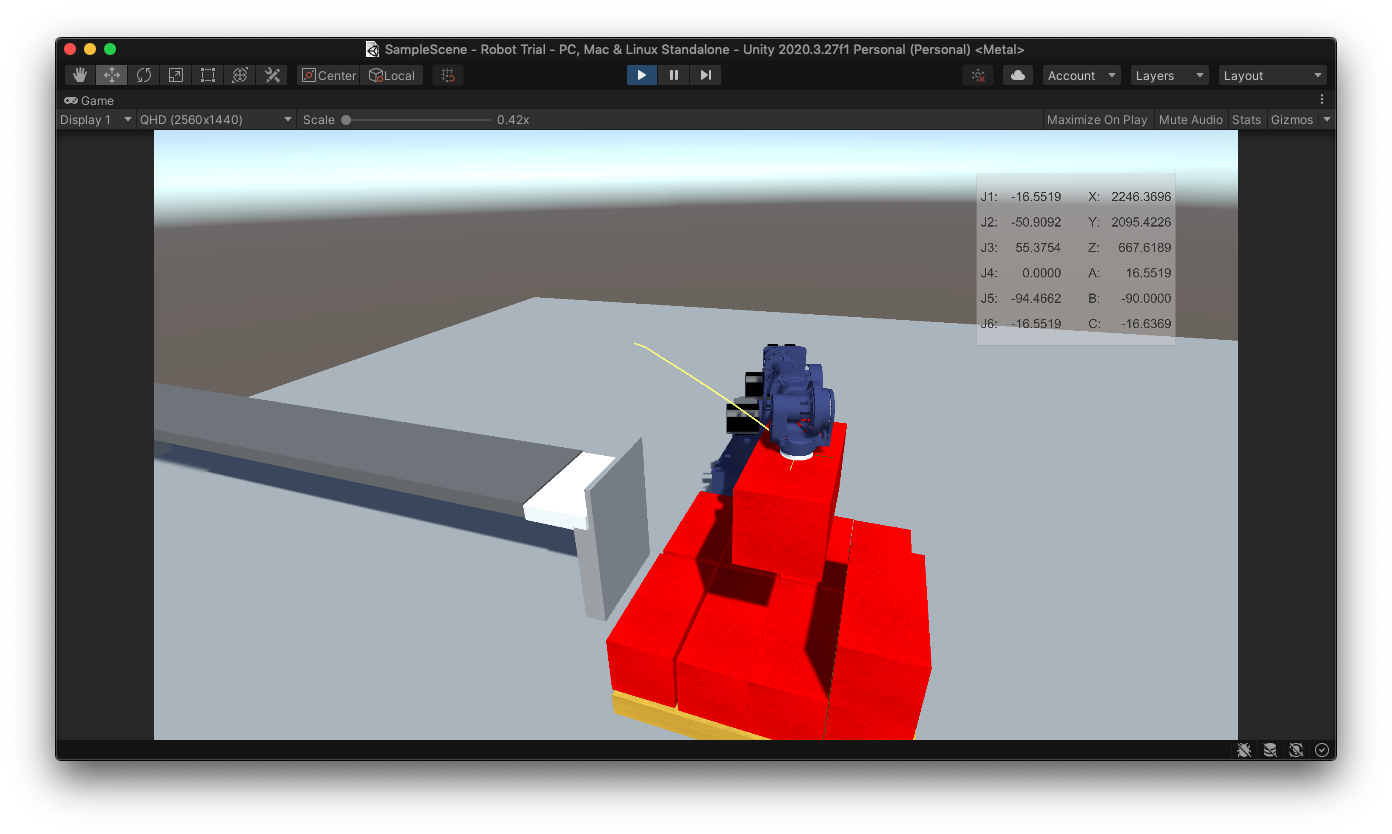 SampleScene - Robot Trial - PC, Mac & Linux Standalone - Unity 2020.3.27f1 Personal (Personal) <Metal>
Center Local Account Layers Layout
Game
Display 1 QHD (2560x1440) Scale 0.42x Maximize On Play Mute Audio Stats Gizmos
J1: -16.5519 X: 2246.3696
J2: -50.9092 Y: 2095.4226
J3: 55.3754 Z: 667.6189
J4: 0.0000 A: 16.5519
J5: -94.4662 B: -90.0000
J6: -16.5519 C: -16.6369